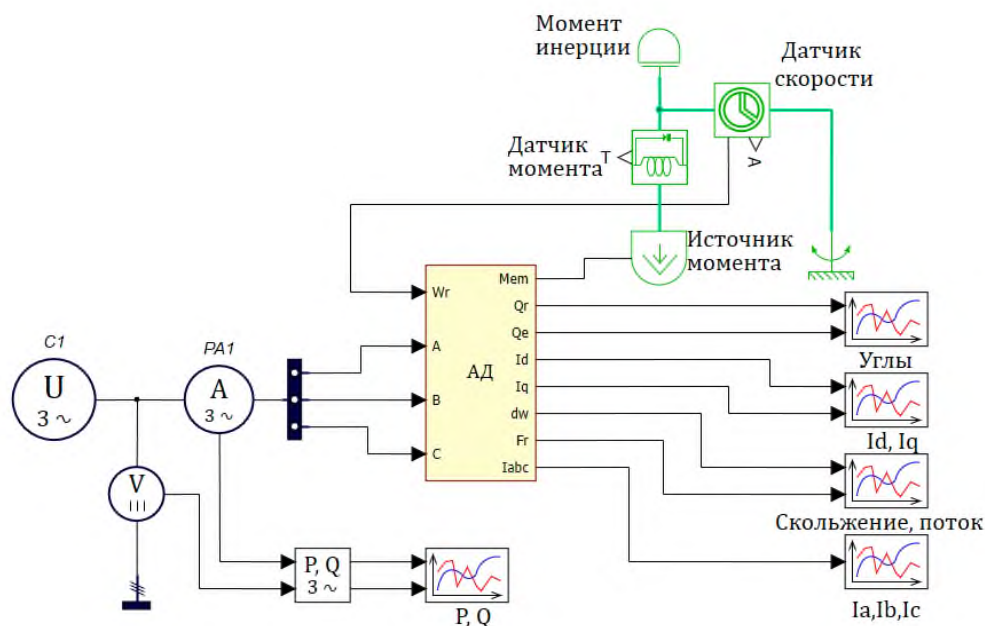 Момент
инерции
Датчик
скорости
Датчик
момента
T
A
Источник
момента
Mem
Wr
Qr
Qe
A
Id
АД
Iq
B
dw
Fr
C
Iabc
C1
U
3 ~
PA1
A
3 ~
V
Углы
Id, Iq
Скольжение, поток
P, Q
3 ~
P, Q
Ia,Ib,Ic